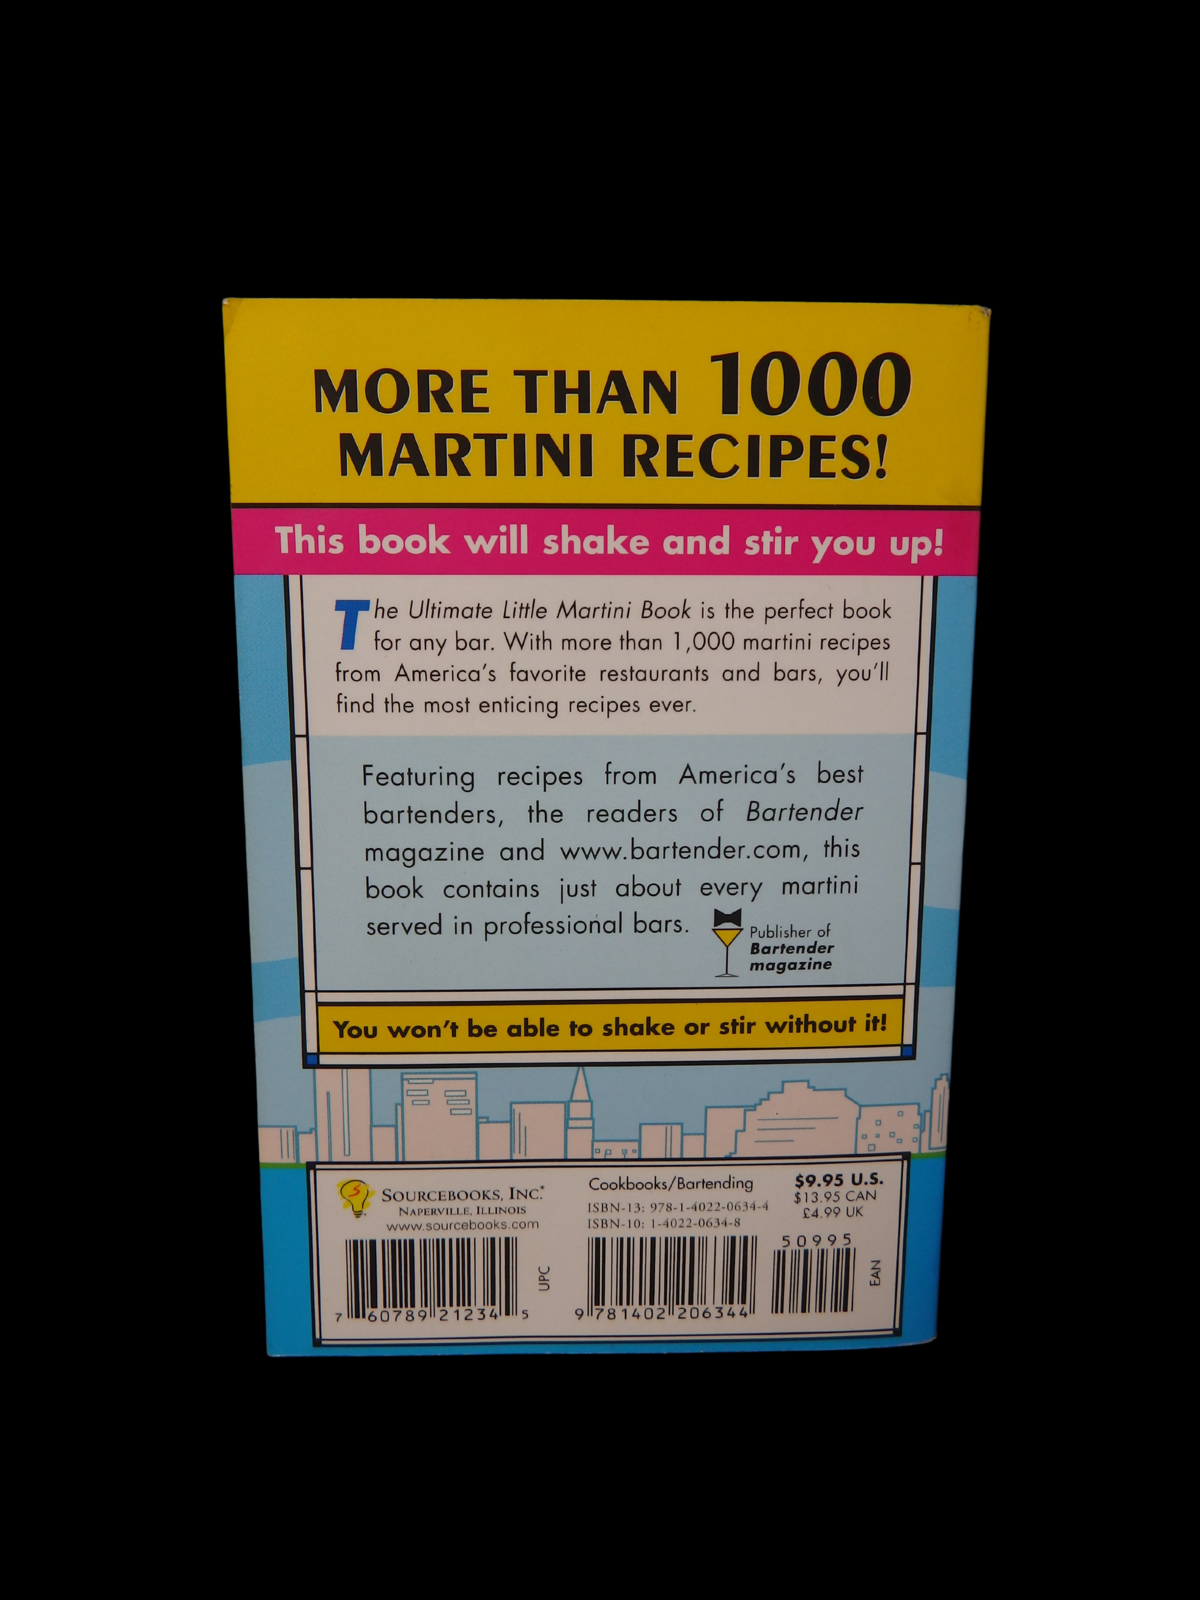 MORE THAN 1000
MARTINI RECIPES!
This book will shake and stir you up!
The Ultimate Little Martini Book is the perfect book
for any bar. With more than 1,000 martini recipes
from America's favorite restaurants and bars, you'll
find the most enticing recipes ever.
Featuring recipes from America's best
bartenders, the readers of Bartender
magazine and www.bartender.com, this
book contains just about every martini
served in professional bars.
Publisher of
Bartender
magazine
You won't be able to shake or stir without it!
SOURCEBOOKS, INC.
NAPERVILLE, ILLINOIS
www.sourcebooks.com
Cookbooks/Bartending
ISBN-13: 978-1-4022-0634-4
ISBN-10: 1-4022-0634-8
$9.95 U.S.
$13.95 CAN
£4.99 UK
7 60789 21234 5
UPC
9 781402 206344
50995
EAN